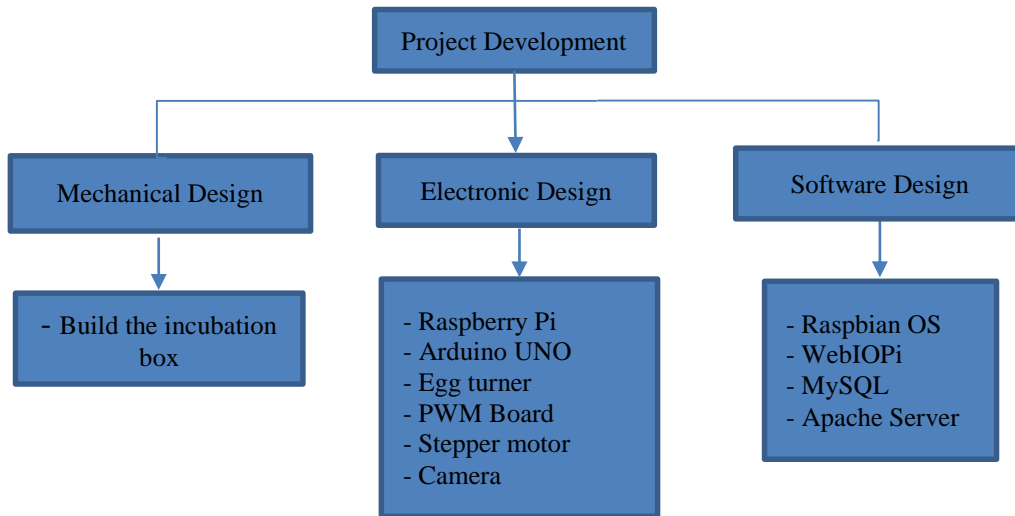 Project Development
Mechanical Design
Electronic Design
Software Design
- Build the incubation
box
- Raspberry Pi
- Arduino UNO
- Egg turner
- PWM Board
- Stepper motor
- Camera
- Raspbian OS
- WebIOPi
- MySQL
- Apache Server